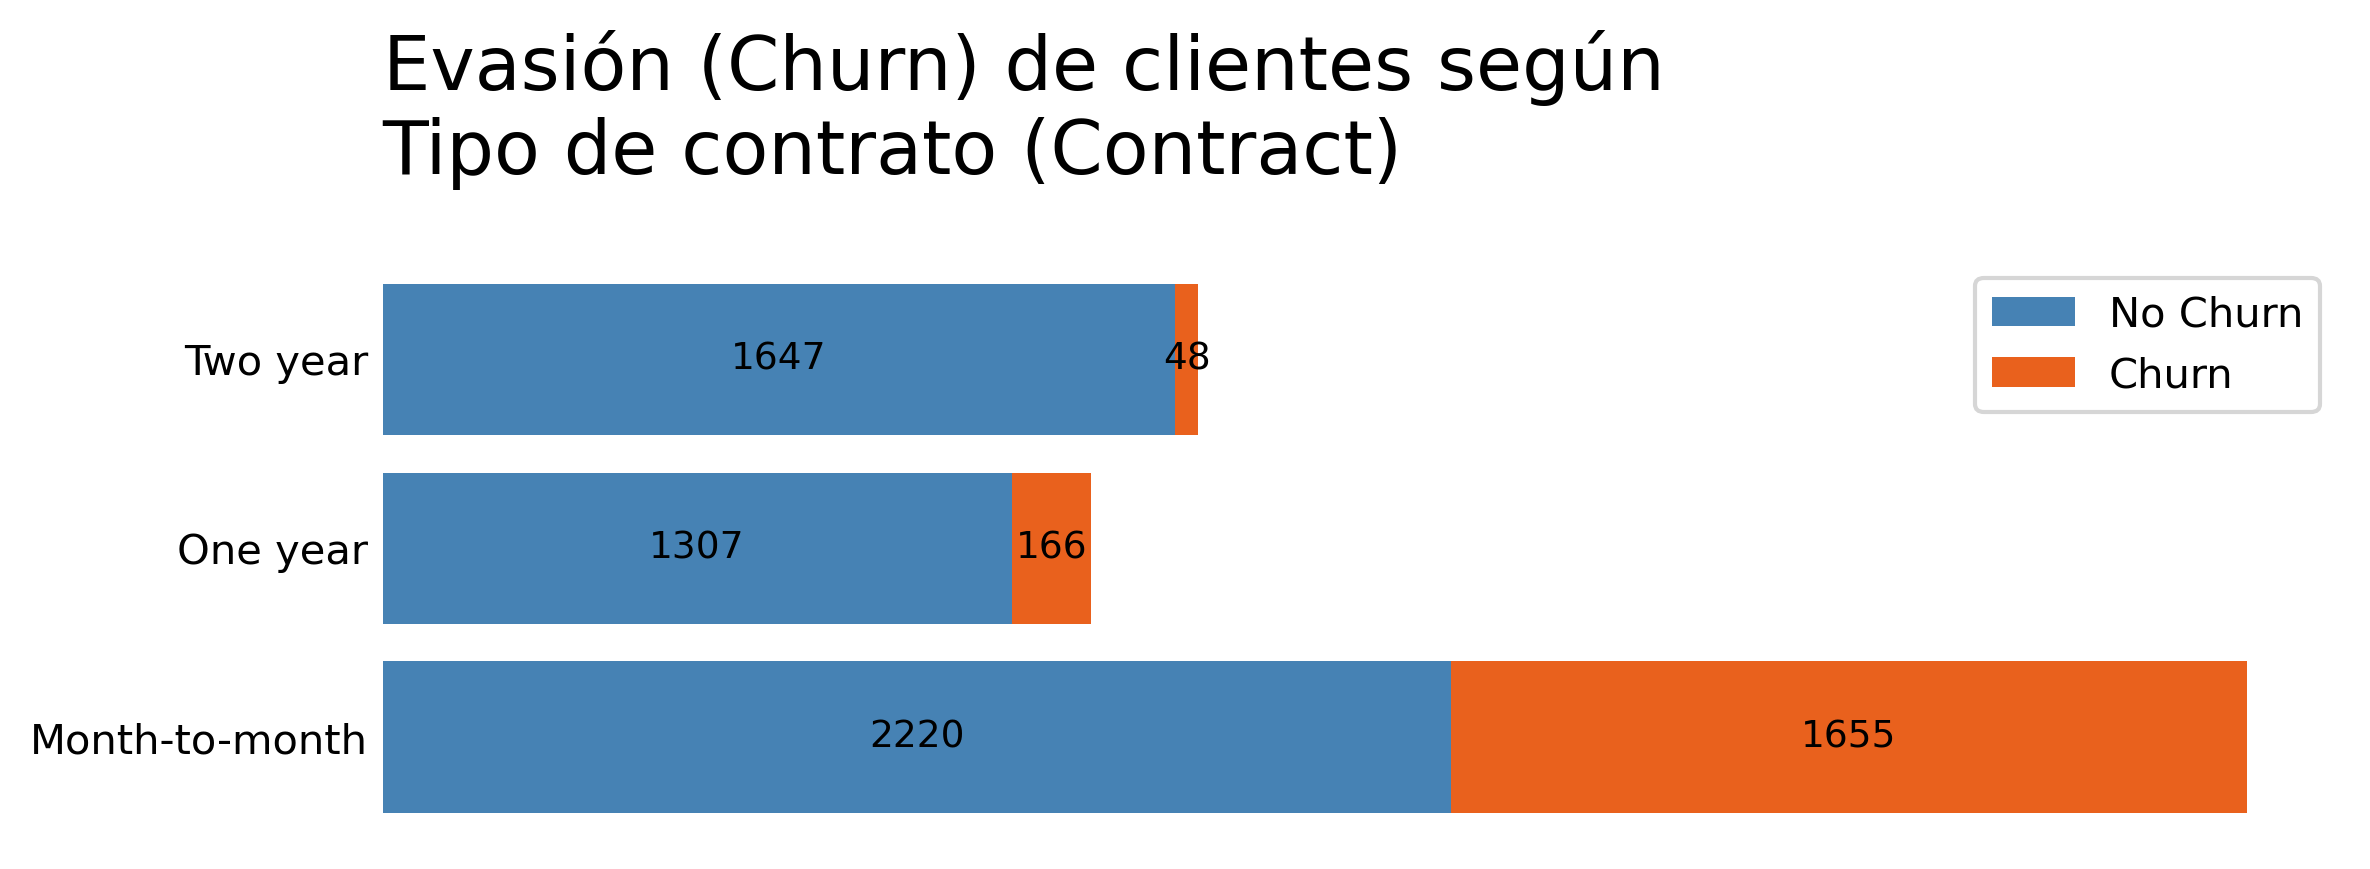 Evasión (Churn) de clientes según
Tipo de contrato (Contract)
No Churn
Churn
Two year
1647
48
One year
1307
166
Month-to-month
2220
1655